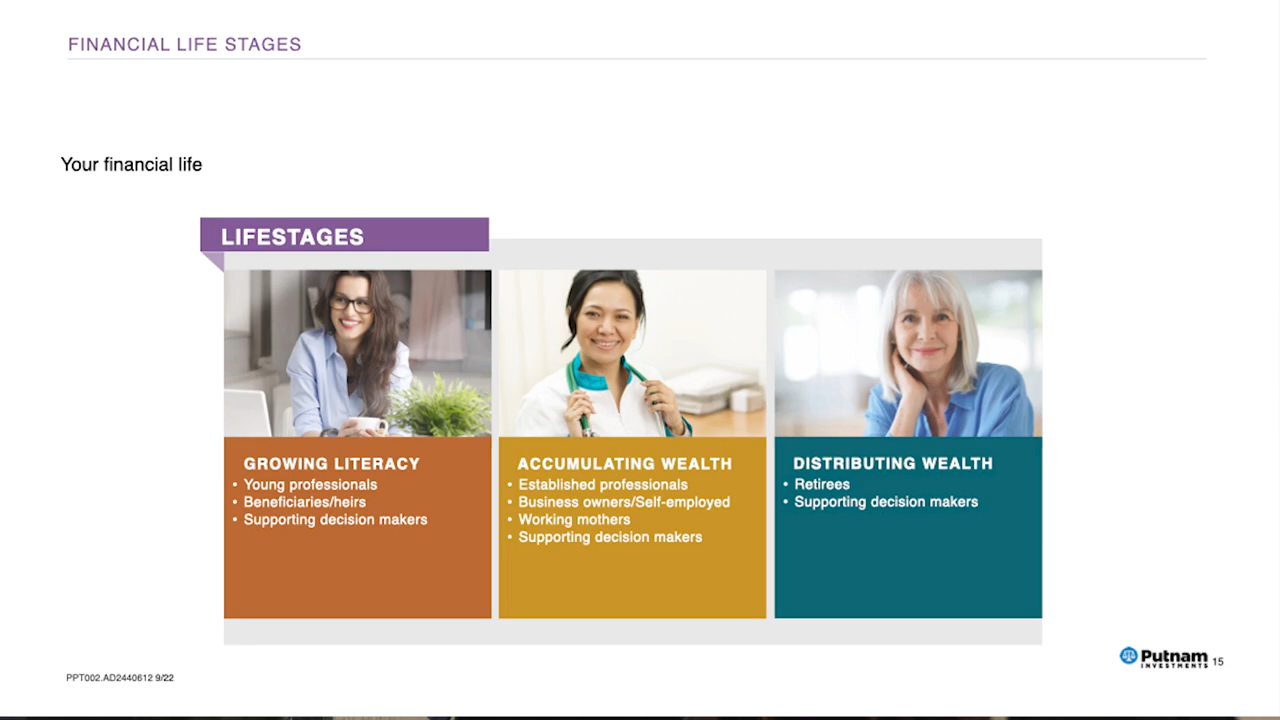 FINANCIAL LIFE STAGES
Your financial life
LIFESTAGES
GROWING LITERACY
• Young professionals
• Beneficiaries/heirs
• Supporting decision makers
ACCUMULATING WEALTH
• Established professionals
• Business owners/Self-employed
• Working mothers
• Supporting decision makers
DISTRIBUTING WEALTH
• Retirees
• Supporting decision makers
Putnam
INVESTMENTS
15
PPT002.AD2440612 9/22